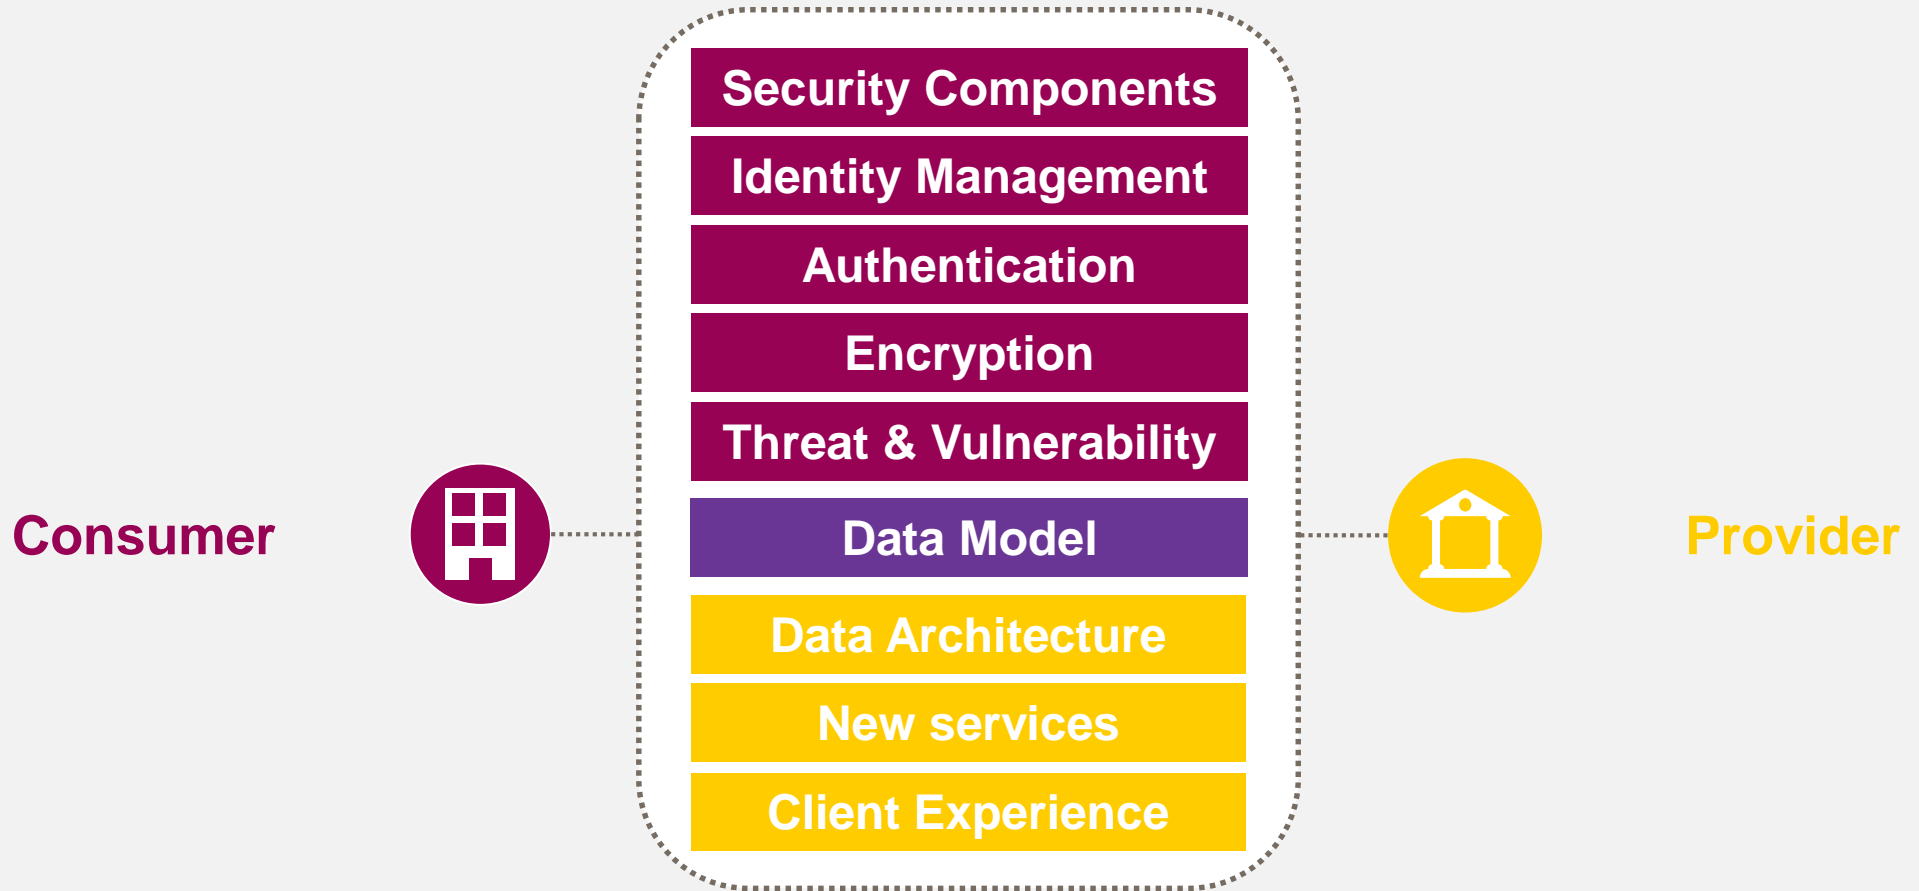 Security Components
Identity Management
Authentication
Encryption
Threat & Vulnerability
Consumer
Data Model
Provider
Data Architecture
New services
Client Experience